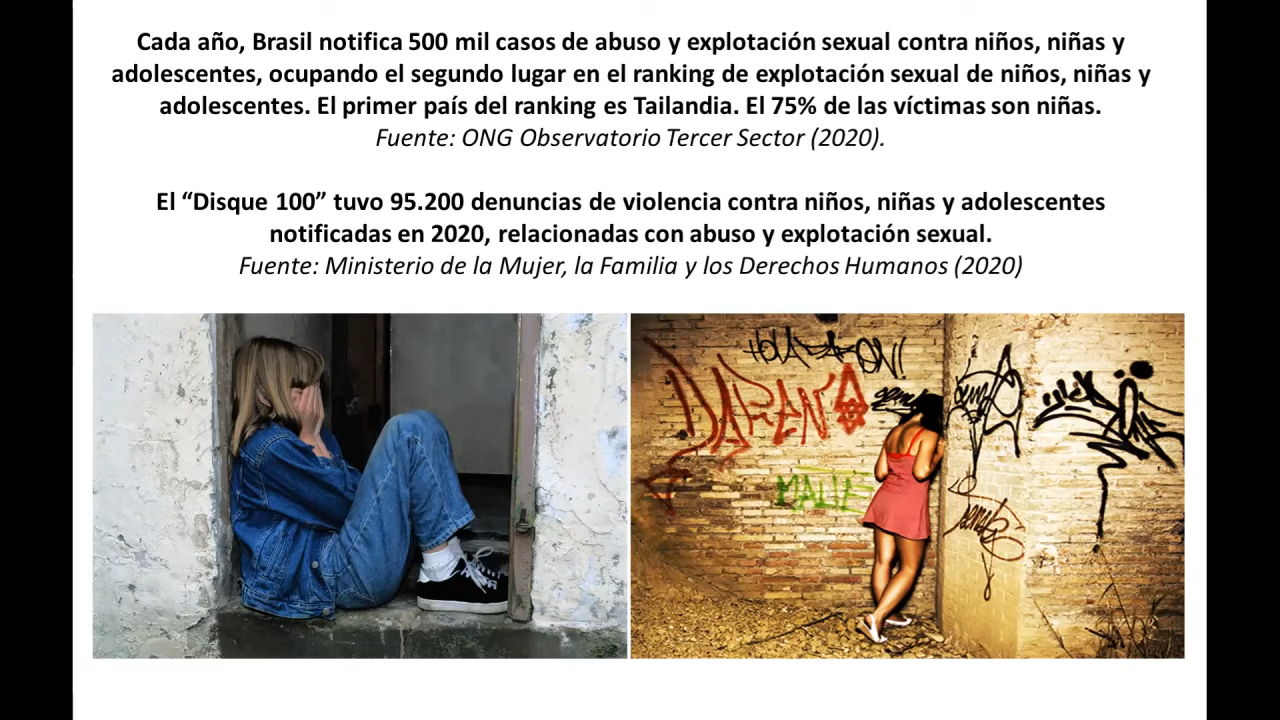 Cada año, Brasil notifica 500 mil casos de abuso y explotación sexual contra niños, niñas y
adolescentes, ocupando el segundo lugar en el ranking de explotación sexual de niños, niñas y
adolescentes. El primer país del ranking es Tailandia. El 75% de las víctimas son niñas.
Fuente: ONG Observatorio Tercer Sector (2020).
El “Disque 100” tuvo 95.200 denuncias de violencia contra niños, niñas y adolescentes
notificadas en 2020, relacionadas con abuso y explotación sexual.
Fuente: Ministerio de la Mujer, la Familia y los Derechos Humanos (2020)